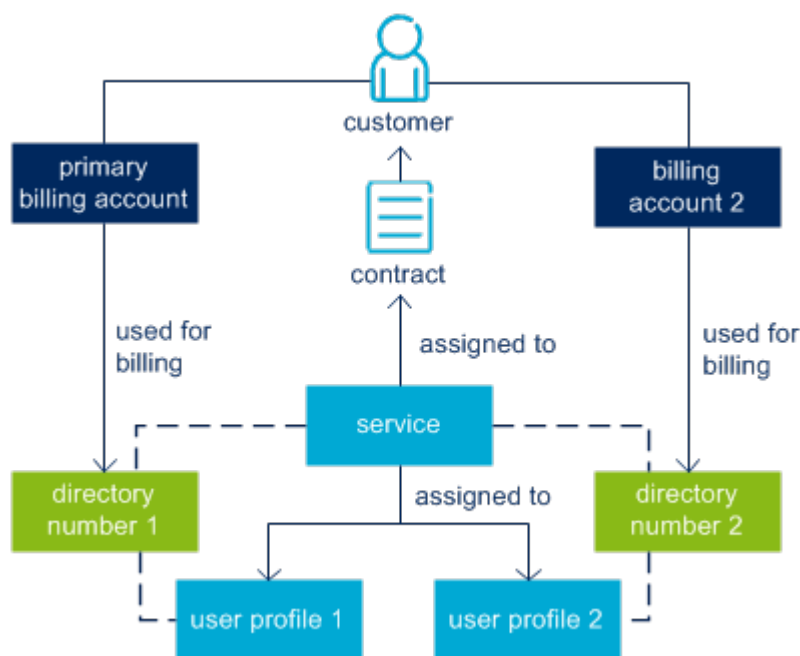 customer
primary
billing account
billing
account 2
contract
used for
billing
assigned to
used for
billing
service
directory
number 1
assigned to
directory
number 2
user profile 1
user profile 2